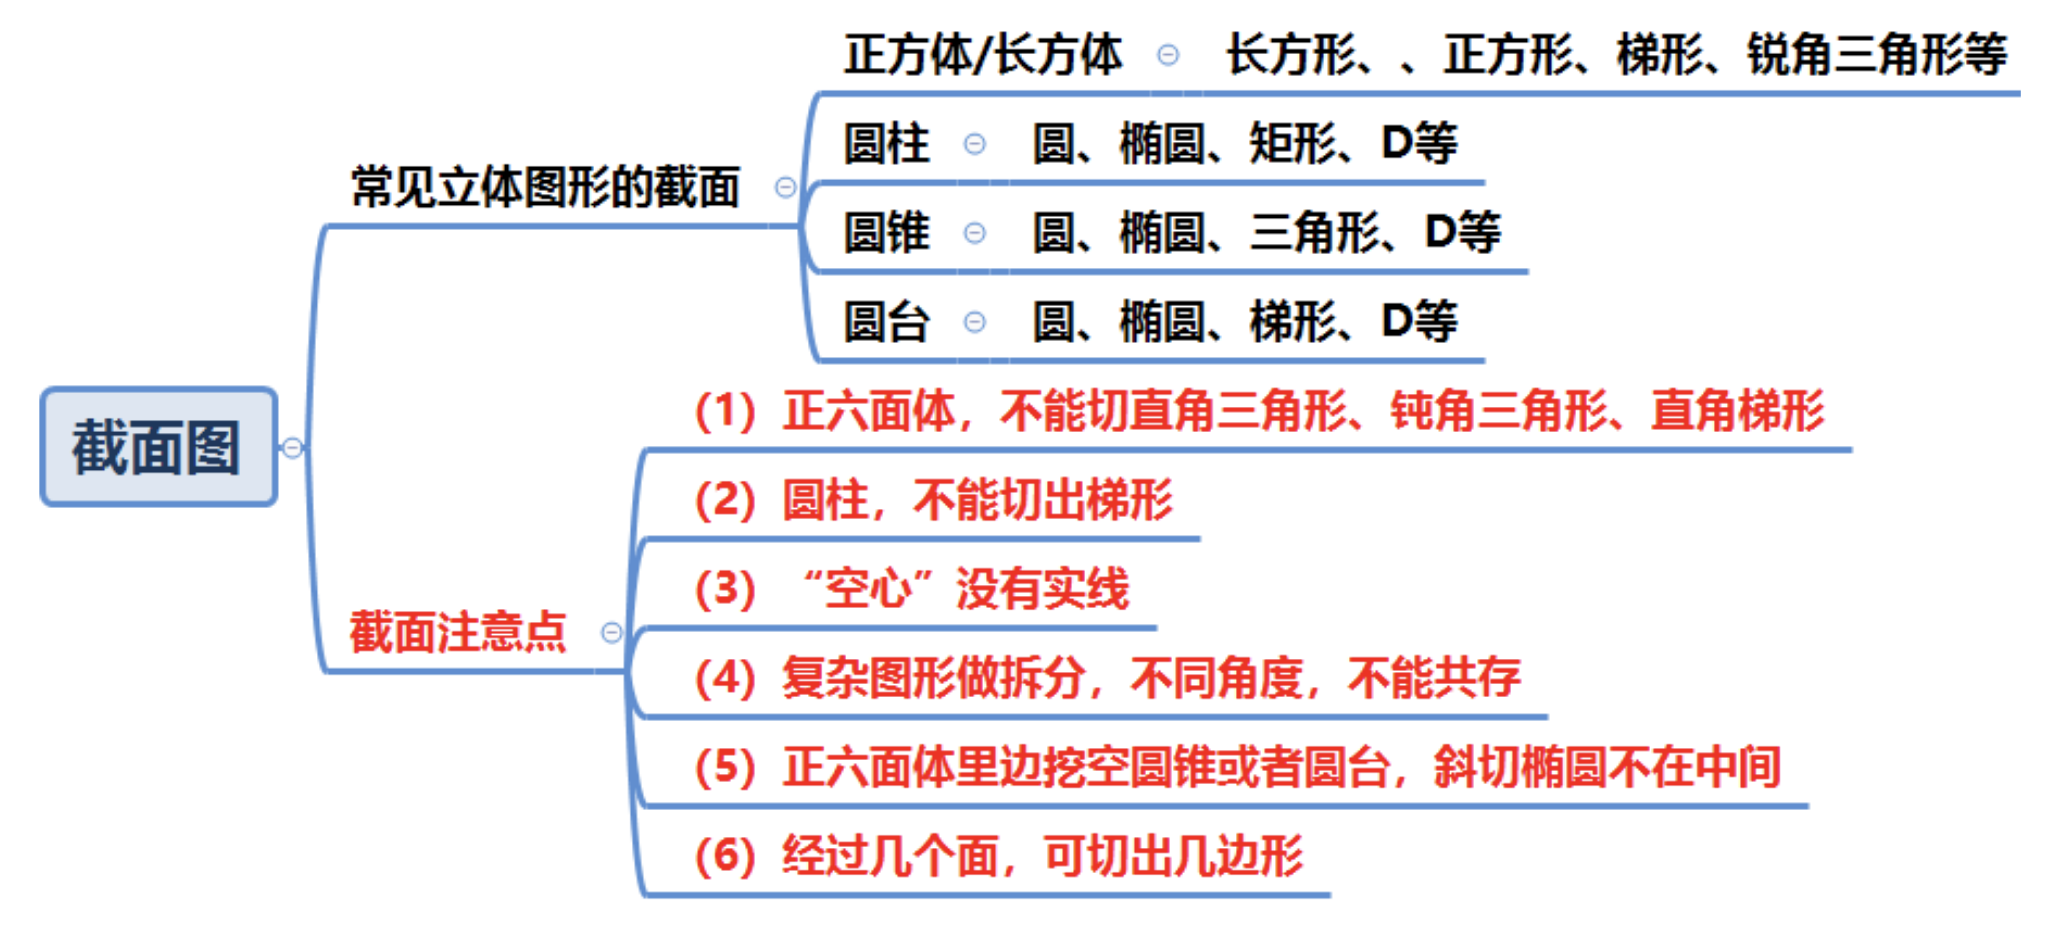 正方体/长方体 长方形、、正方形、梯形、锐角三角形等
圆柱 圆、椭圆、矩形、D等
常见立体图形的截面
圆锥 圆、椭圆、三角形、D等
圆台 圆、椭圆、梯形、D等
截面图
(1) 正六面体，不能切直角三角形、钝角三角形、直角梯形
(2) 圆柱，不能切出梯形
(3) “空心”没有实线
截面注意点
(4) 复杂图形做拆分，不同角度，不能共存
(5) 正六面体里边挖空圆锥或者圆台，斜切椭圆不在中间
(6) 经过几个面，可切出几边形